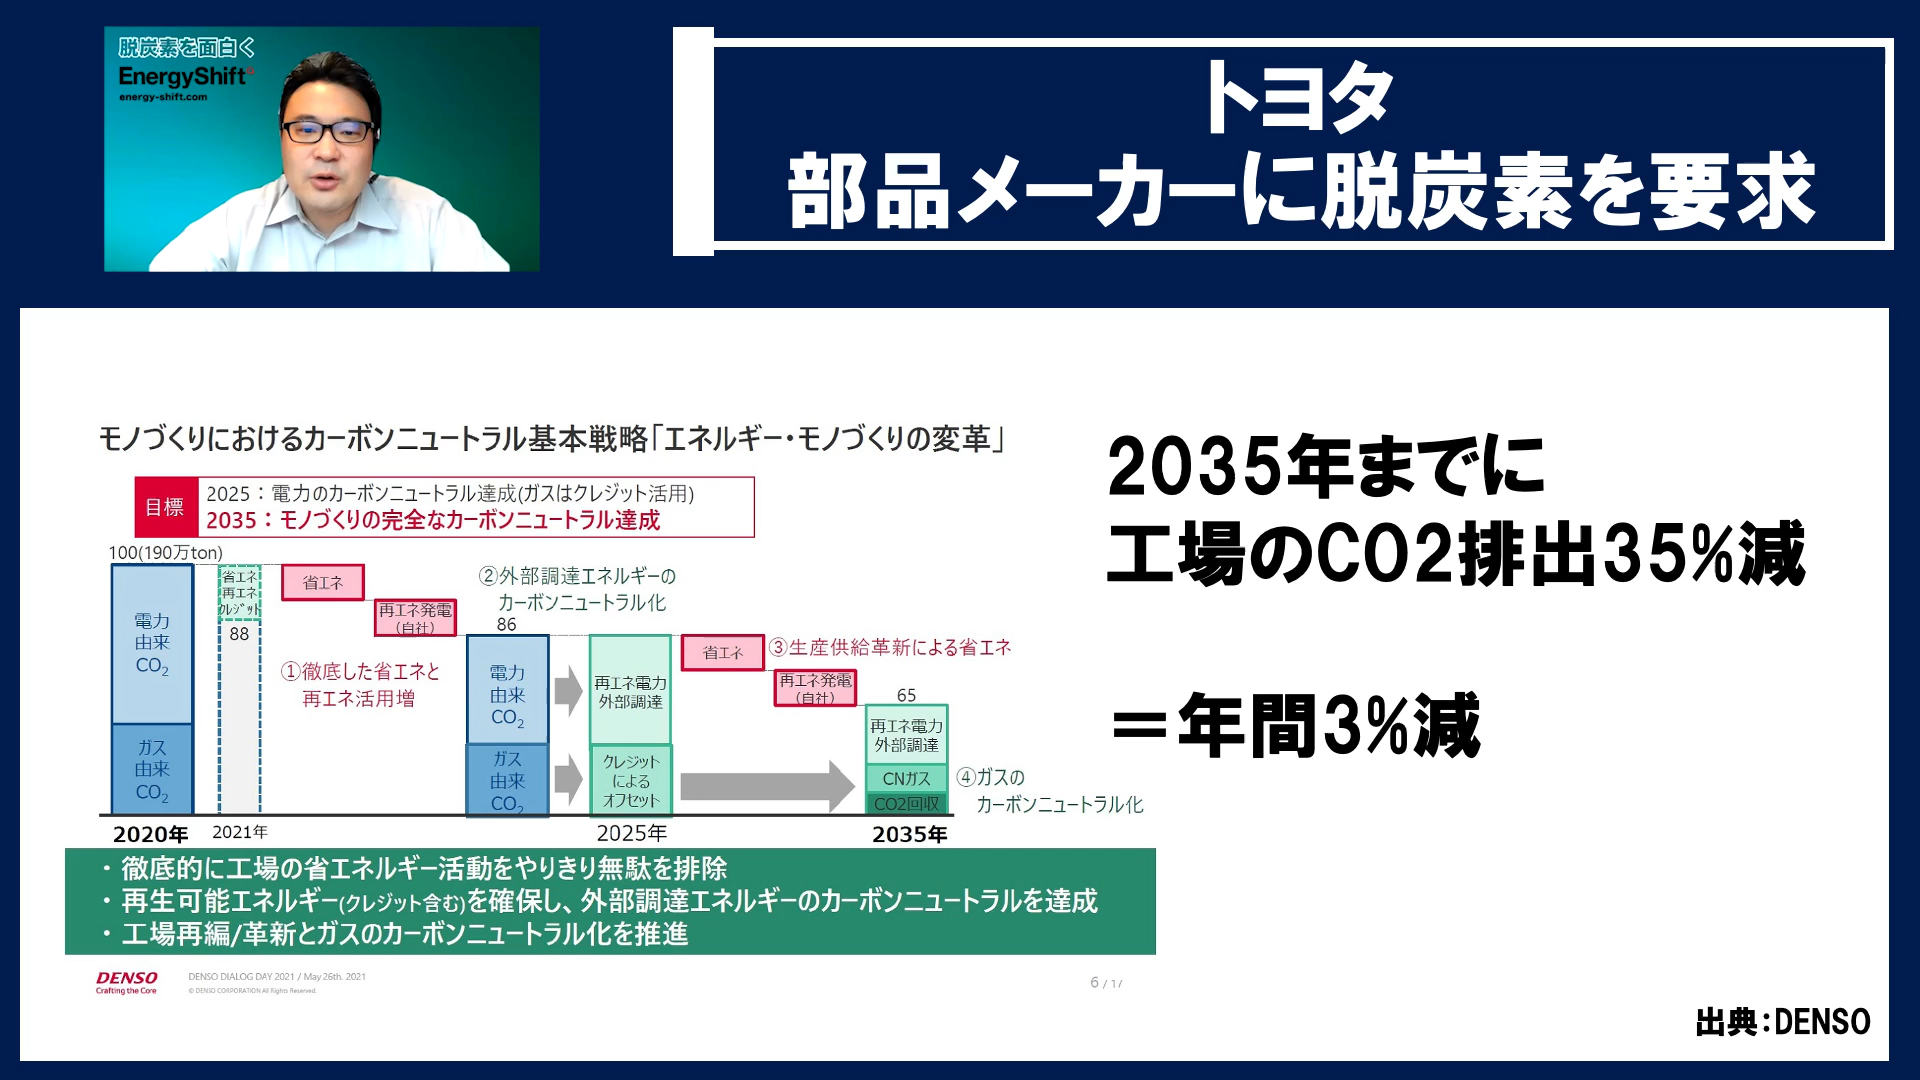 脱炭素を面白く
EnergyShift
energy-shift.com
トヨタ
部品メーカーに脱炭素を要求
モノづくりにおけるカーボンニュートラル基本戦略「エネルギー・モノづくりの変革」
目標
2025：電力のカーボンニュートラル達成(ガスはクレジット活用)
2035：モノづくりの完全なカーボンニュートラル達成
100(190万ton)
電力
由来
CO2
ガス
由来
CO2
省エネ
再エネ
クレジット
88
省エネ
再エネ発電
（自社）
①徹底した省エネと
再エネ活用増
②外部調達エネルギーの
カーボンニュートラル化
86
電力
由来
CO2
ガス
由来
CO2
再エネ電力
外部調達
クレジット
による
オフセット
省エネ
③生産供給革新による省エネ
再エネ発電
（自社）
65
再エネ電力
外部調達
CNガス
CO2回収
④ガスの
カーボンニュートラル化
2020年
2021年
2025年
2035年
・徹底的に工場の省エネルギー活動をやりきり無駄を排除
・再生可能エネルギー(クレジット含む)を確保し、外部調達エネルギーのカーボンニュートラルを達成
・工場再編/革新とガスのカーボンニュートラル化を推進
DENSO
Crafting the Core
DENSO DIALOG DAY 2021 / May 26th. 2021
© DENSO CORPORATION All Rights Reserved.
6 / 17
2035年までに
工場のCO2排出35%減
＝年間3%減
出典：DENSO